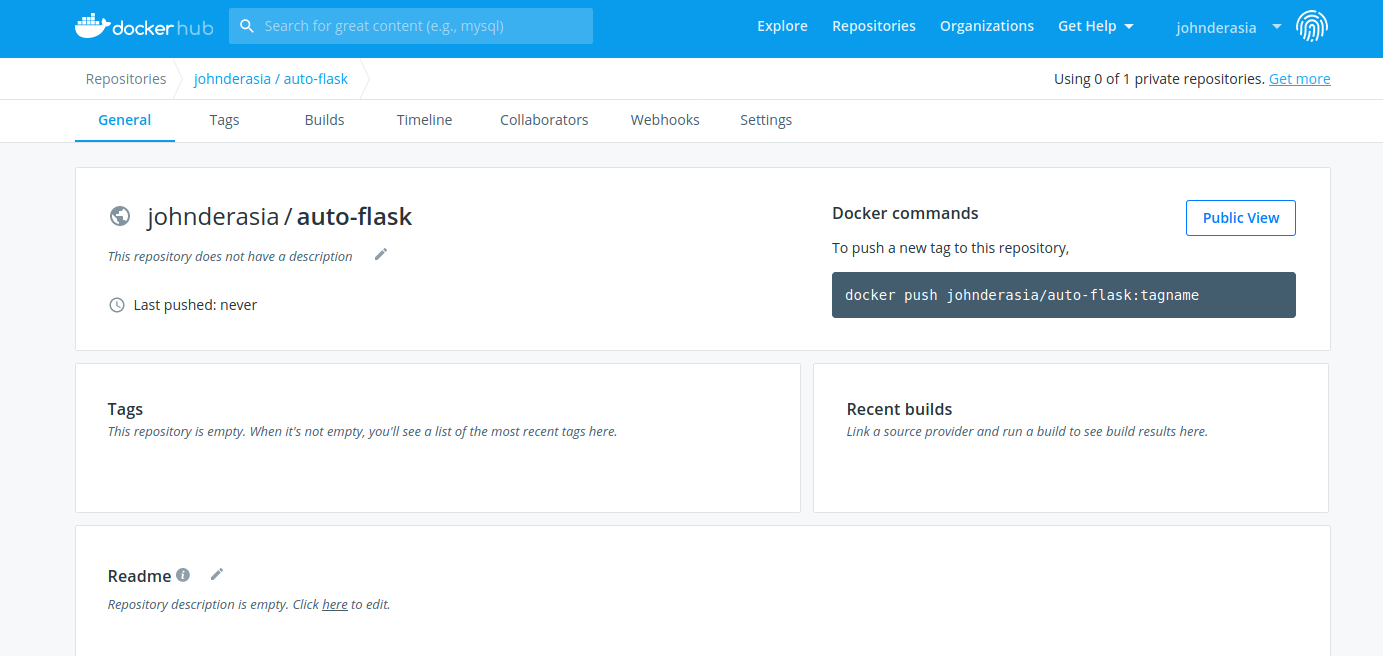 docker hub
Search for great content (e.g., mysql)
Explore
Repositories
Organizations
Get Help
johnderasia
Repositories
johnderasia / auto-flask
Using 0 of 1 private repositories. Get more
General
Tags
Builds
Timeline
Collaborators
Webhooks
Settings
johnderasia / auto-flask
This repository does not have a description
Last pushed: never
Docker commands
Public View
To push a new tag to this repository,
docker push johnderasia/auto-flask:tagname
Tags
This repository is empty. When it's not empty, you'll see a list of the most recent tags here.
Recent builds
Link a source provider and run a build to see build results here.
Readme
Repository description is empty. Click here to edit.